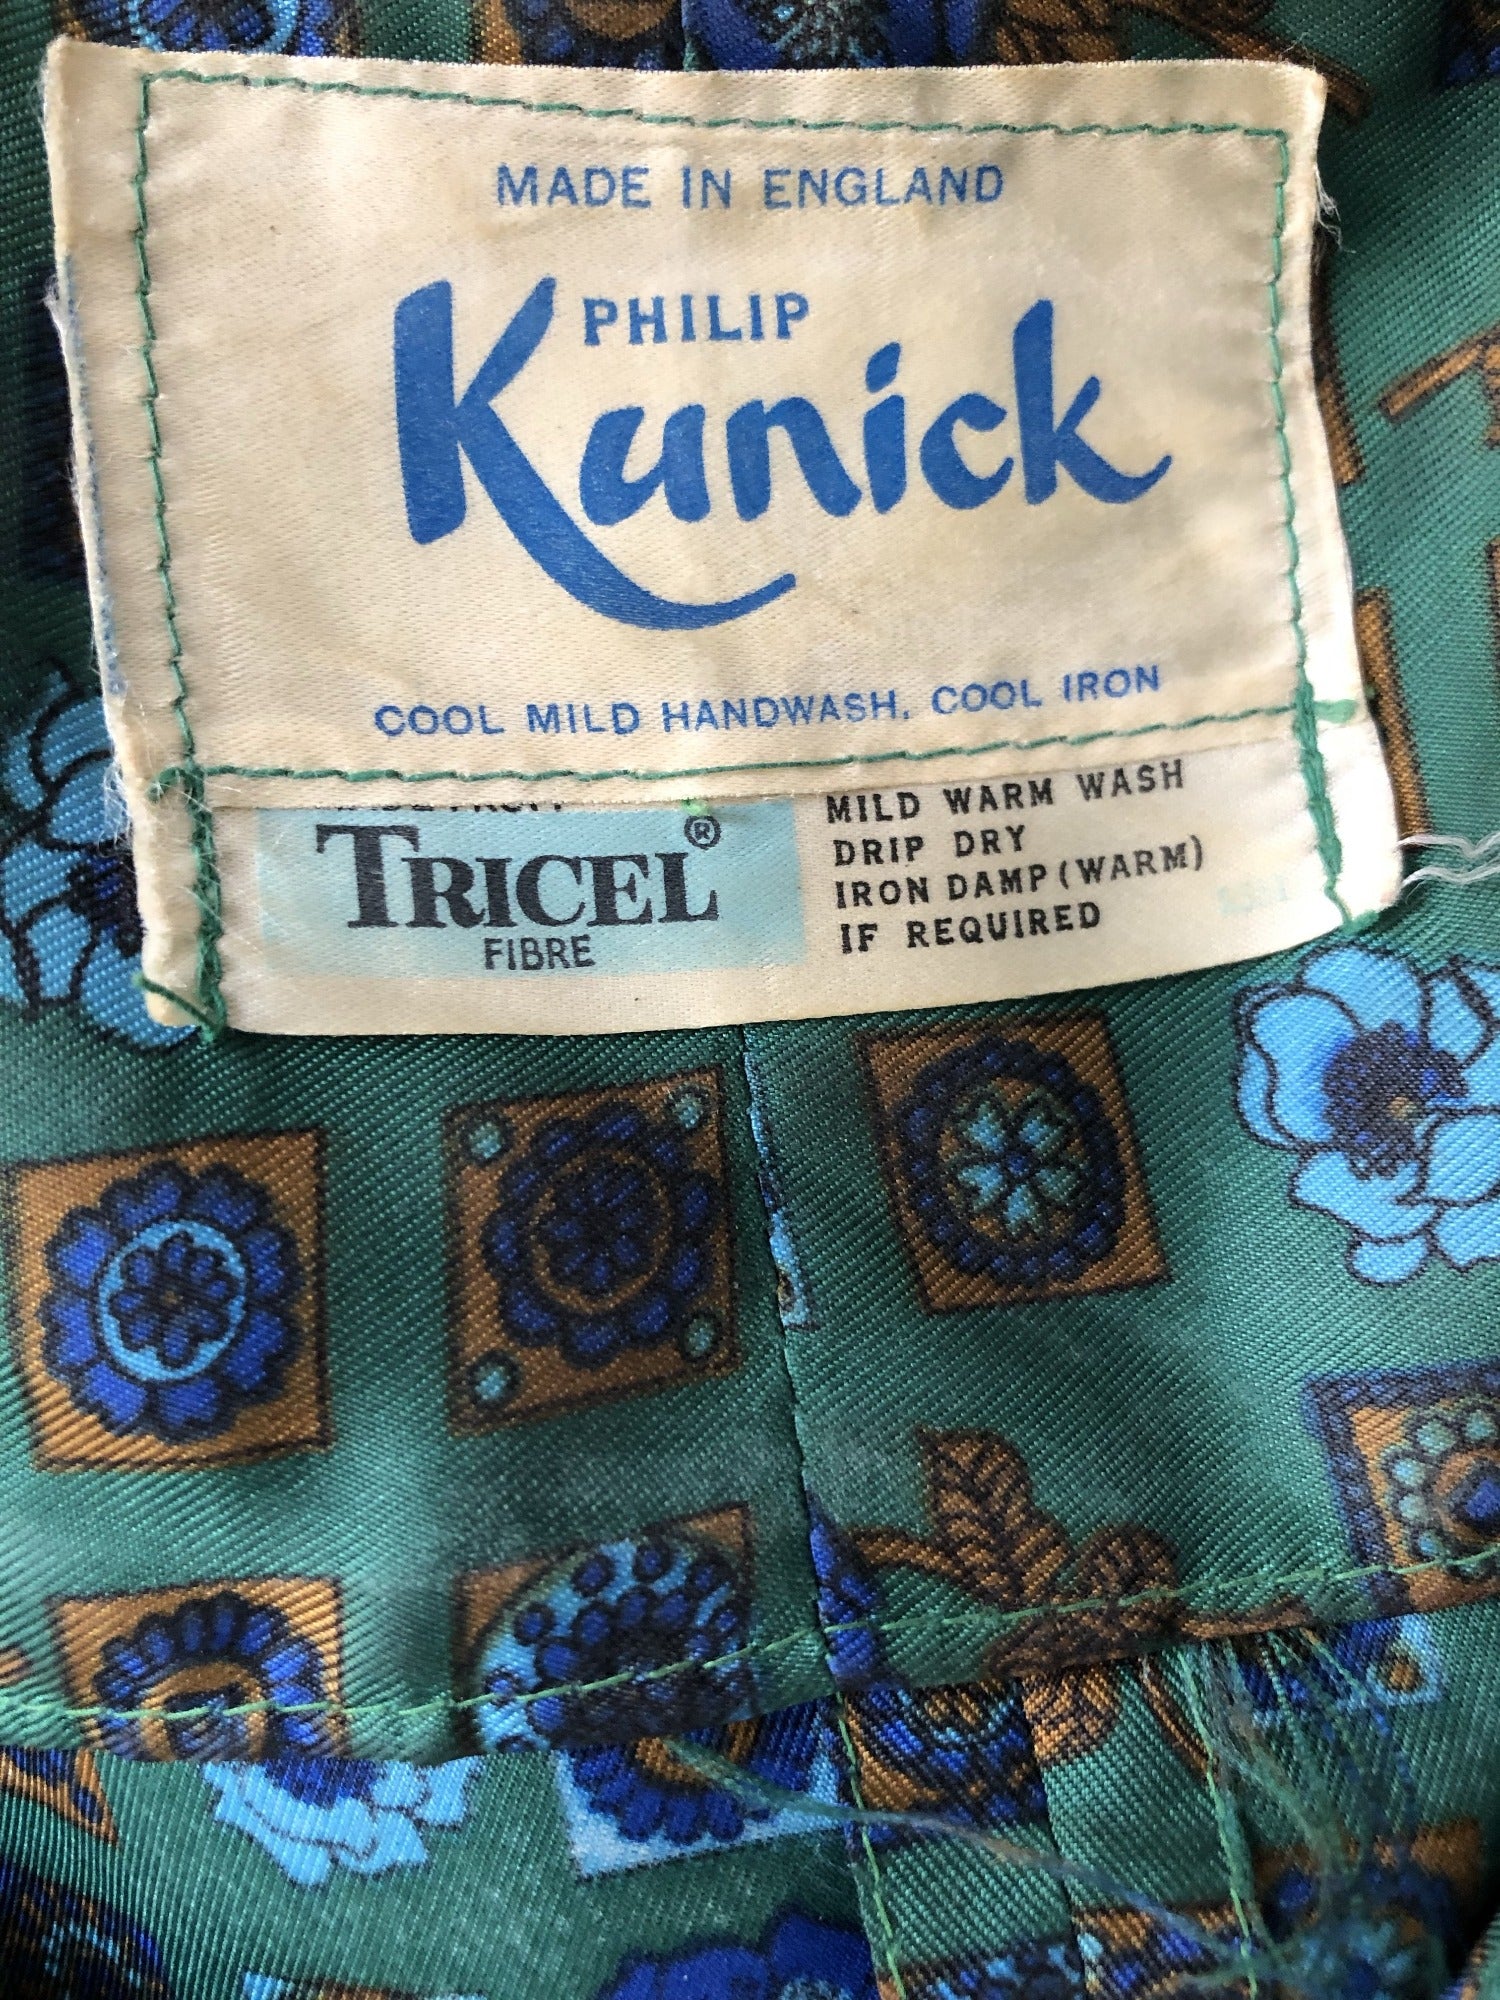 MADE IN ENGLAND
PHILIP
Kunick
COOL MILD HANDWASH, COOL IRON
TRICEL®
FIBRE
MILD WARM WASH
DRIP DRY
IRON DAMP (WARM)
IF REQUIRED